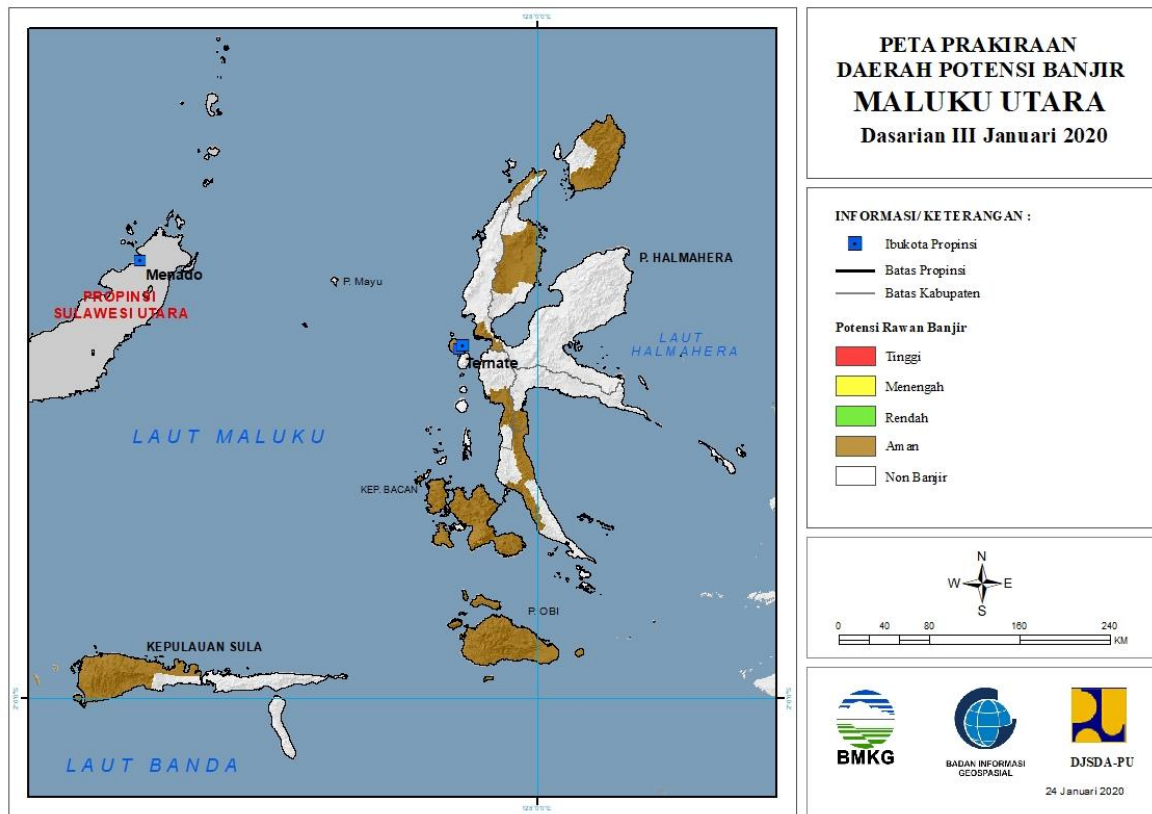 PETA PRAKIRAAN
DAERAH POTENSI BANJIR
MALUKU UTARA
Dasarian III Januari 2020
INFORMASI/ KETERANGAN :
Ibukota Propinsi
Batas Propinsi
Batas Kabupaten
Potensi Rawan Banjir
Tinggi
Menengah
Rendah
Aman
Non Banjir
N
W E
S
0 40 80 160 240
KM
BMKG
BADAN INFORMASI
GEOSPASIAL
DJSDA-PU
24 Januari 2020
Menado
PROPINSI
SULAWESI UTARA
P. Mayu
P. HALMAHERA
LAUT
HALMAHERA
Ternate
LAUT MALUKU
KEP. BACAN
P. OBI
KEPULAUAN SULA
LAUT BANDA